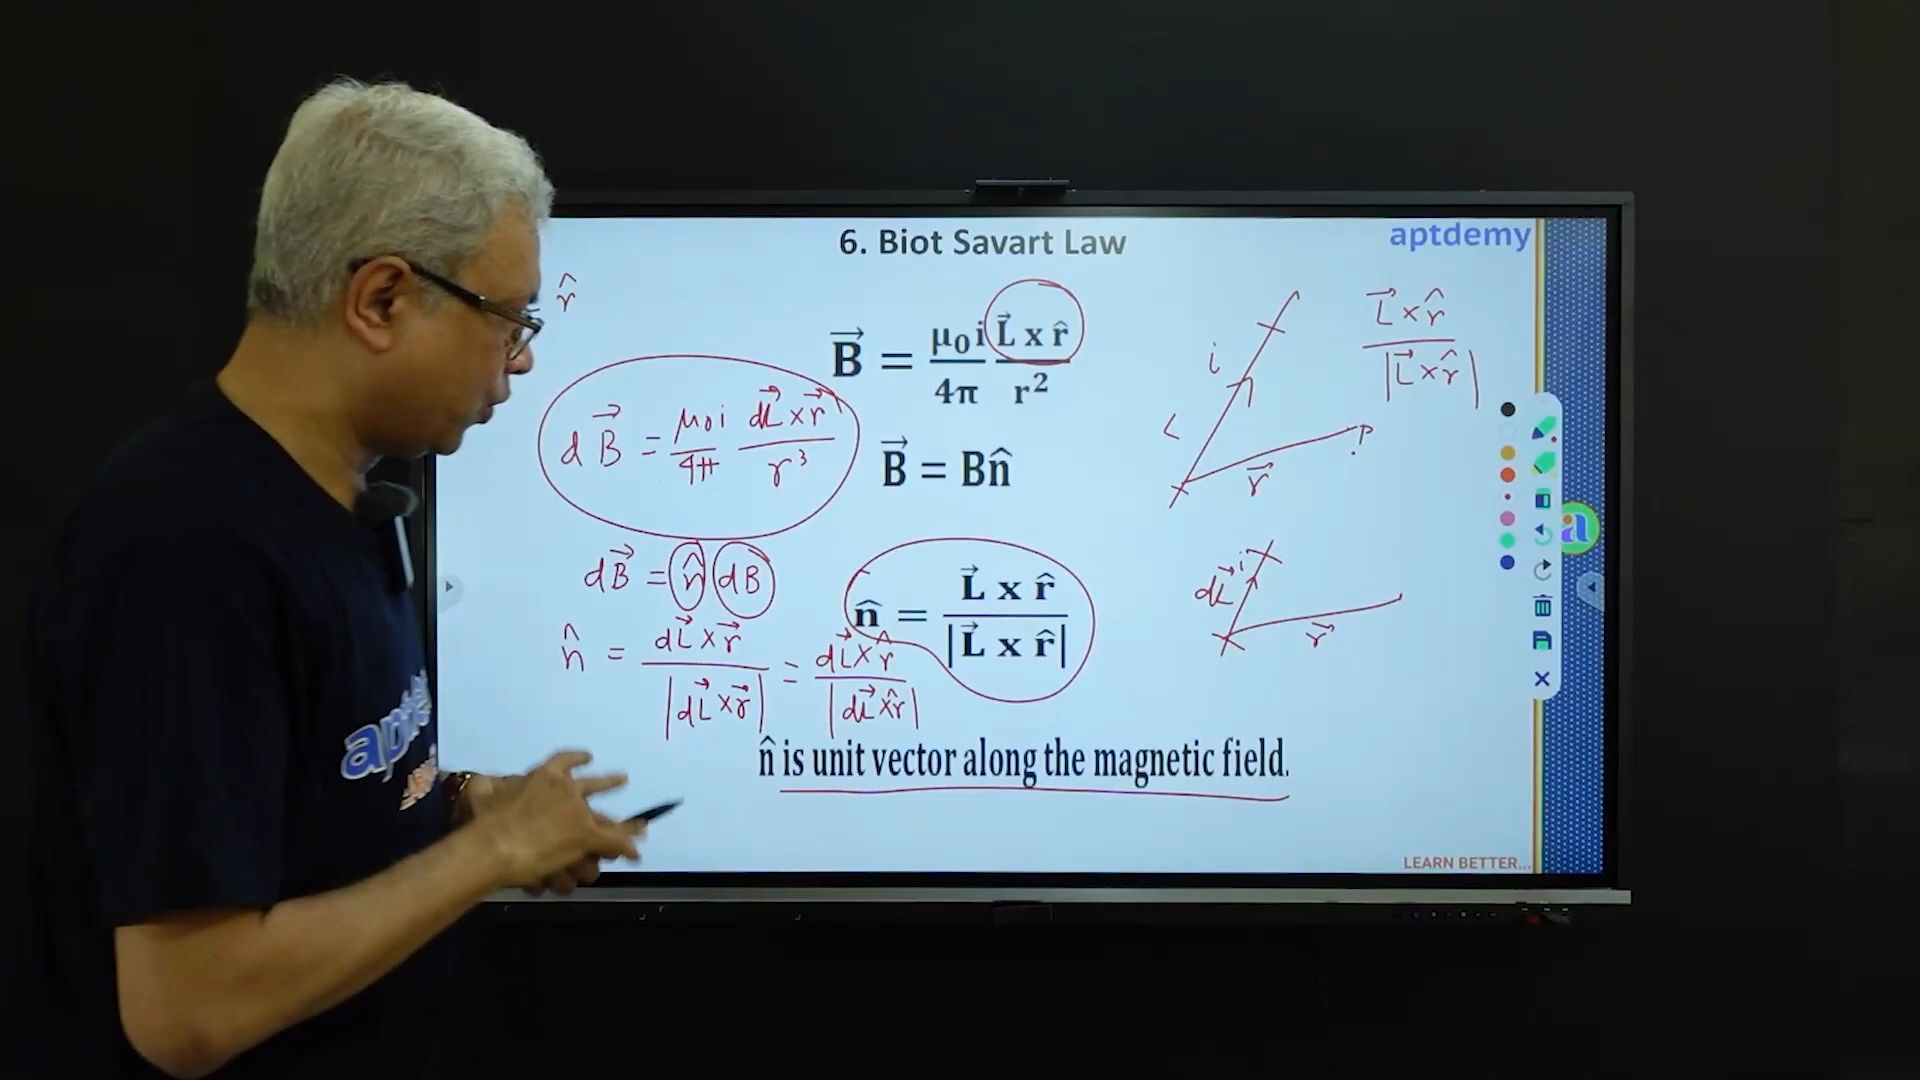 6. Biot Savart Law
aptdemy
r̂
B⃗ = μ₀i/4π L⃗ x r̂/r²
L⃗ × r̂ / |L⃗ × r̂|
i
L
P
r⃗
dB⃗ = μ₀i/4π dL⃗ × r⃗/r³
B⃗ = Bn̂
dB⃗ = n̂ dB
n̂ = L⃗ x r̂ / |L⃗ x r̂|
dL⃗
i
r⃗
n̂ = dL⃗ × r⃗ / |dL⃗ × r⃗| = dL⃗ × r̂ / |dL⃗ × r̂|
n̂ is unit vector along the magnetic field.
LEARN BETTER...